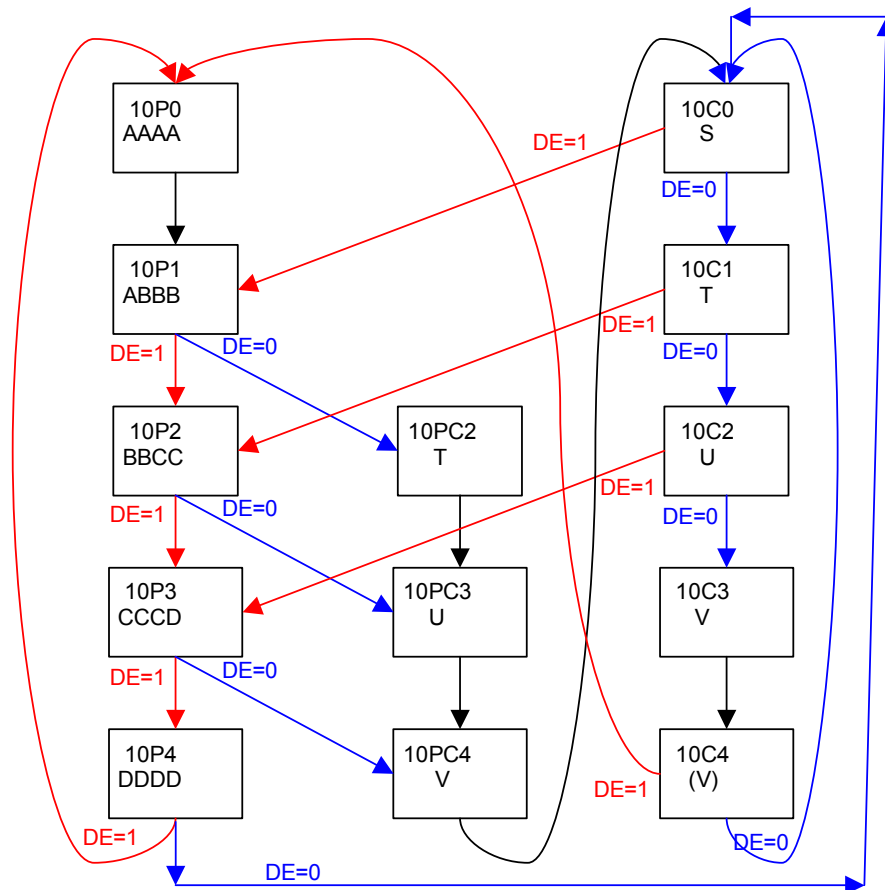 10P0
AAAA
10C0
S
DE=1
DE=0
10P1
ABBB
10C1
T
DE=1
DE=0
DE=1
DE=0
10P2
BBCC
10PC2
T
10C2
U
DE=1
DE=0
DE=1
DE=0
10P3
CCCD
10PC3
U
10C3
V
DE=1
DE=0
10P4
DDDD
10PC4
V
10C4
(V)
DE=1
DE=1
DE=0
DE=0